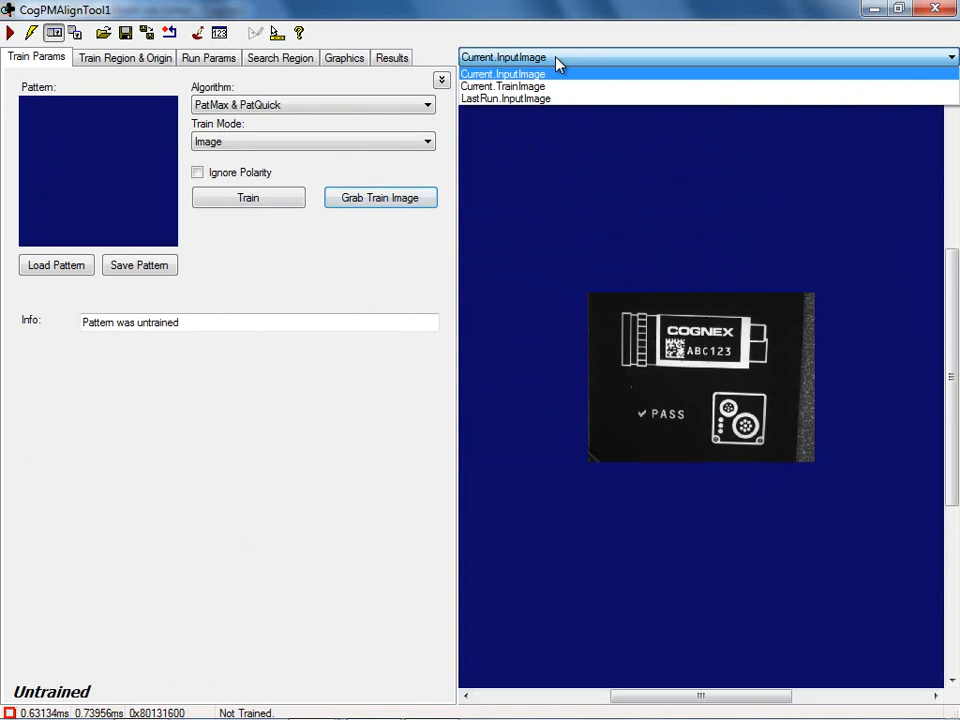 CogPMAlignTool1
Train Params Train Region & Origin Run Params Search Region Graphics Results
Current.InputImage
Current.InputImage
Current.TrainImage
LastRun.InputImage
Pattern:
Algorithm:
PatMax & PatQuick
Train Mode:
Image
Ignore Polarity
Train Grab Train Image
Load Pattern Save Pattern
Info: Pattern was untrained
COGNEX
ABC123
PASS
Untrained
0.63134ms 0.73956ms 0x80131600 Not Trained.